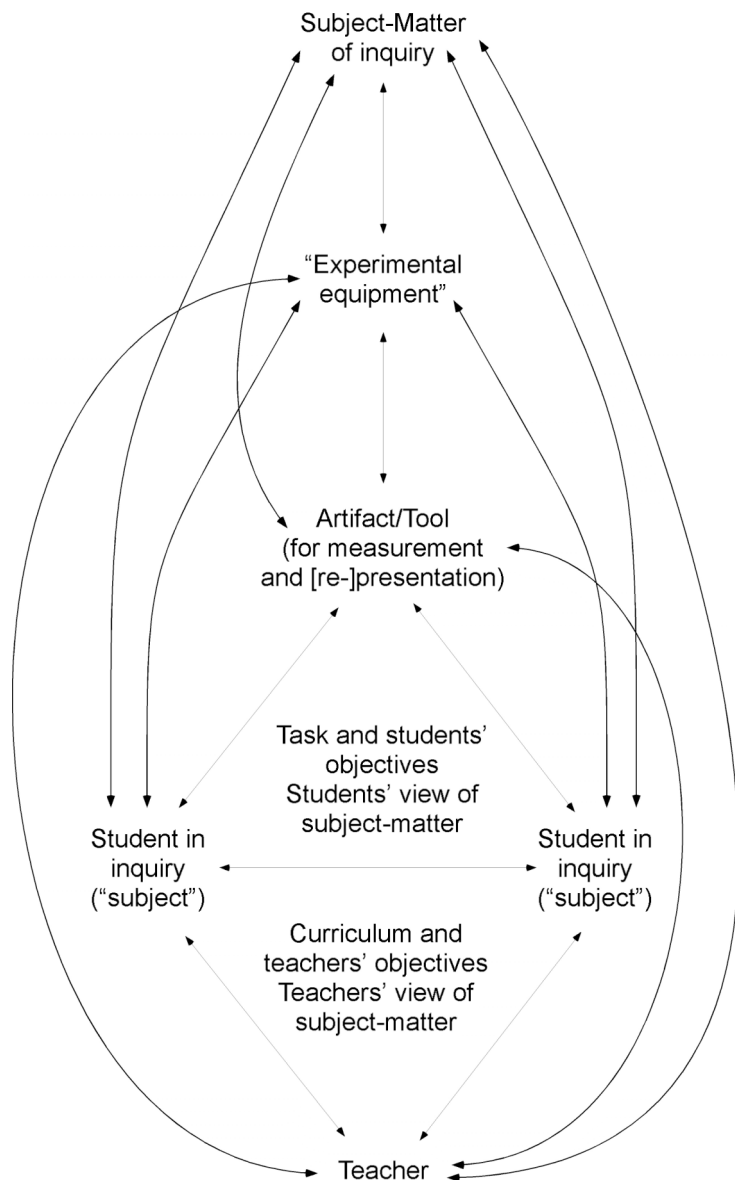 Subject-Matter
of inquiry
“Experimental
equipment”
Artifact/Tool
(for measurement
and [re-]presentation)
Task and students’
objectives
Students’ view of
subject-matter
Student in
inquiry
(“subject”)
Student in
inquiry
(“subject”)
Curriculum and
teachers’ objectives
Teachers’ view of
subject-matter
Teacher